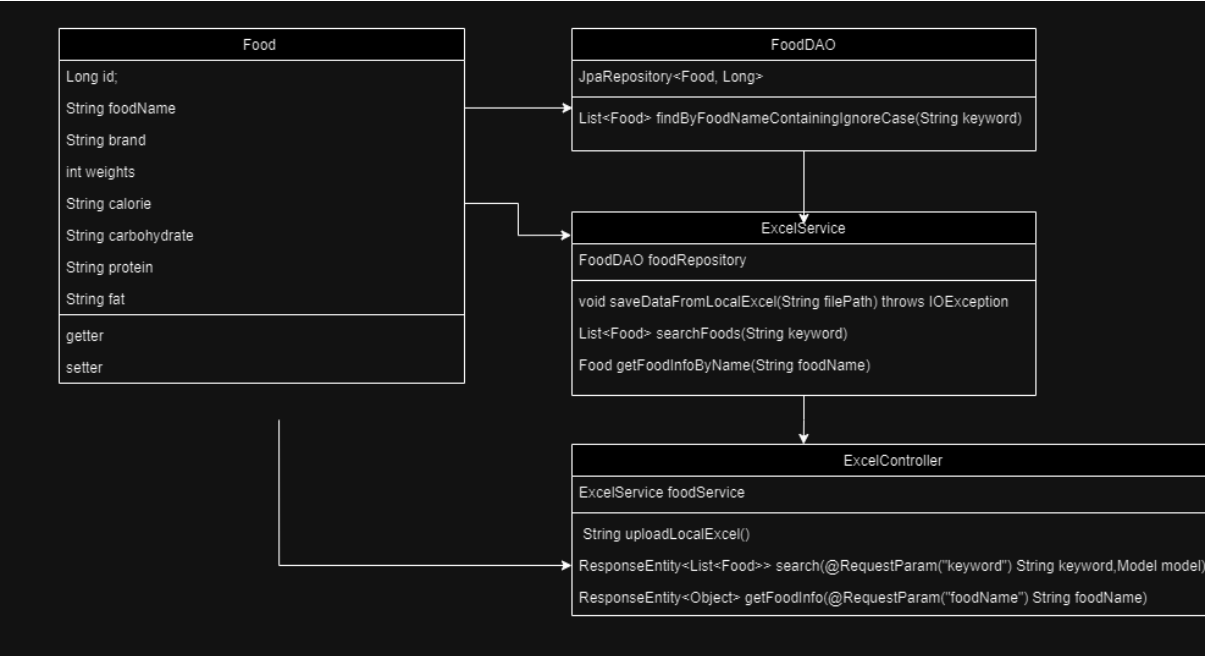 Food
Long id;
String foodName
String brand
int weights
String calorie
String carbohydrate
String protein
String fat
getter
setter
FoodDAO
JpaRepository<Food, Long>
List<Food> findByFoodNameContainingIgnoreCase(String keyword)
ExcelService
FoodDAO foodRepository
void saveDataFromLocalExcel(String filePath) throws IOException
List<Food> searchFoods(String keyword)
Food getFoodInfoByName(String foodName)
ExcelController
ExcelService foodService
String uploadLocalExcel()
ResponseEntity<List<Food>> search(@RequestParam("keyword") String keyword,Model model)
ResponseEntity<Object> getFoodInfo(@RequestParam("foodName") String foodName)